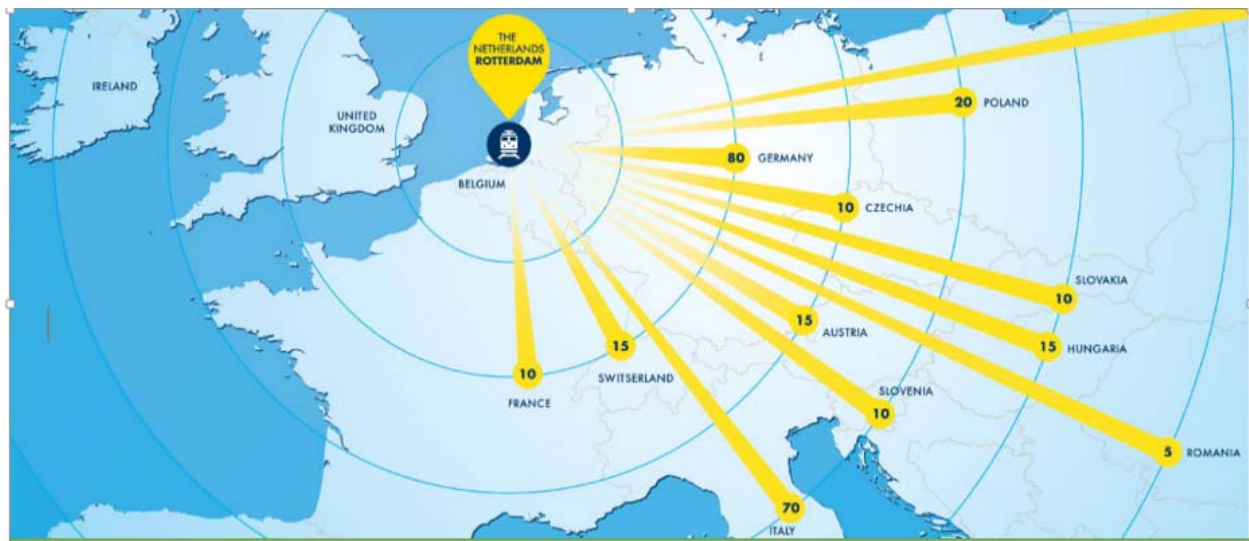 THE
NETHERLANDS
ROTTERDAM
IRELAND
UNITED
KINGDOM
BELGIUM
20 POLAND
80 GERMANY
10 CZECHIA
10 SLOVAKIA
15 HUNGARIA
15 AUSTRIA
10 SLOVENIA
5 ROMANIA
15
SWITSERLAND
10
FRANCE
70
ITALY